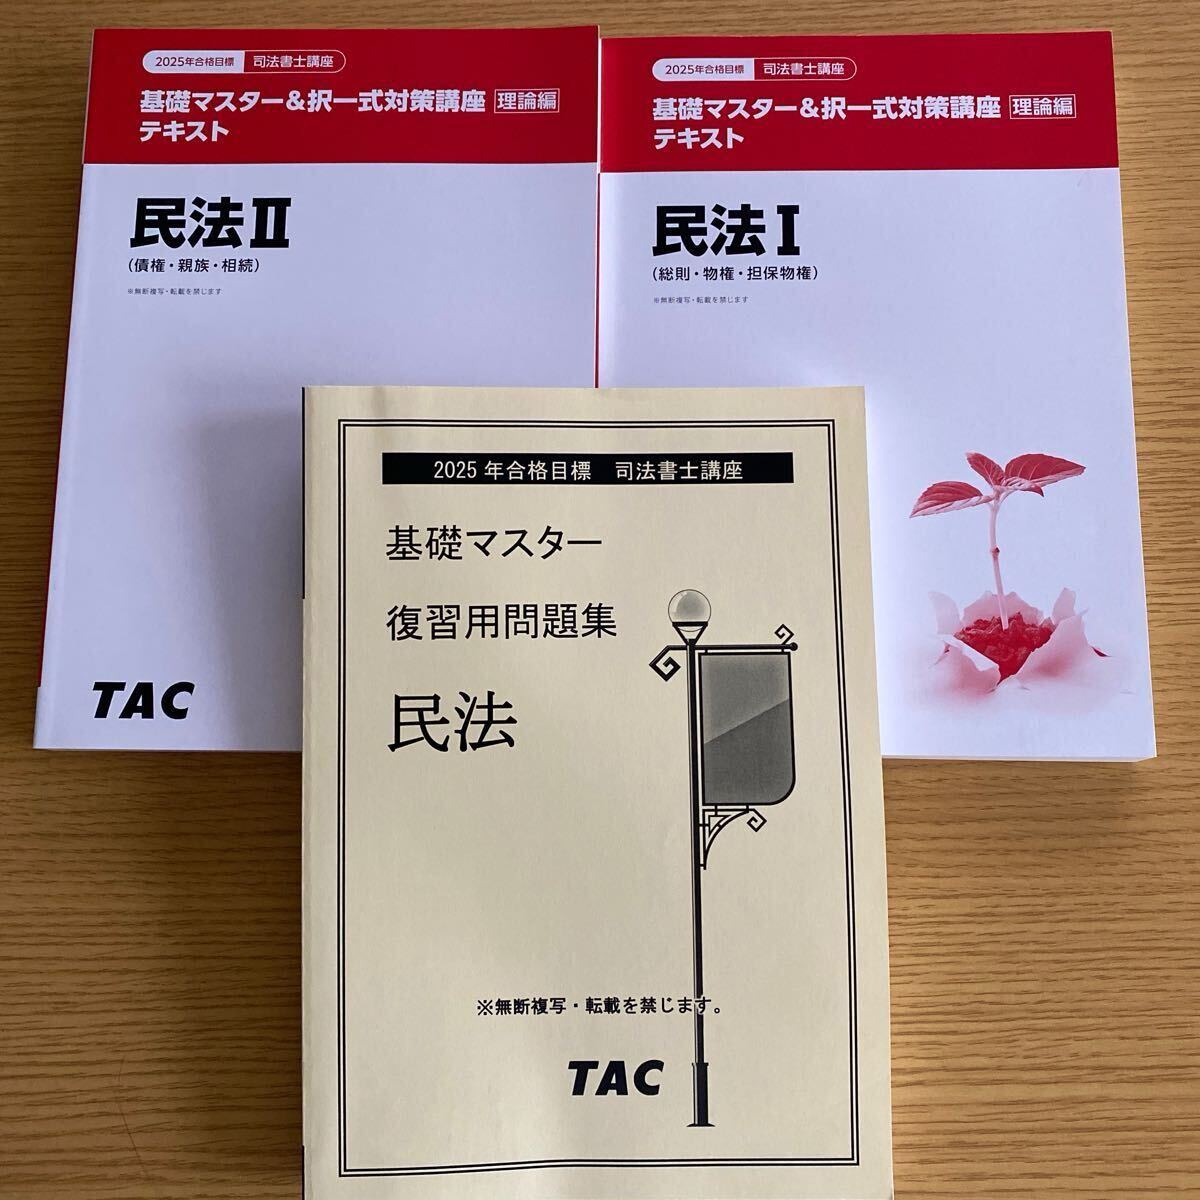 2025年合格目標 司法書士講座
基礎マスター&択一式対策講座 理論編
テキスト
民法II
(債権・親族・相続)
※無断複写・転載を禁じます
TAC
2025年合格目標 司法書士講座
基礎マスター&択一式対策講座 理論編
テキスト
民法I
(総則・物権・担保物権)
※無断複写・転載を禁じます
2025年合格目標 司法書士講座
基礎マスター
復習用問題集
民法
※無断複写・転載を禁じます。
TAC